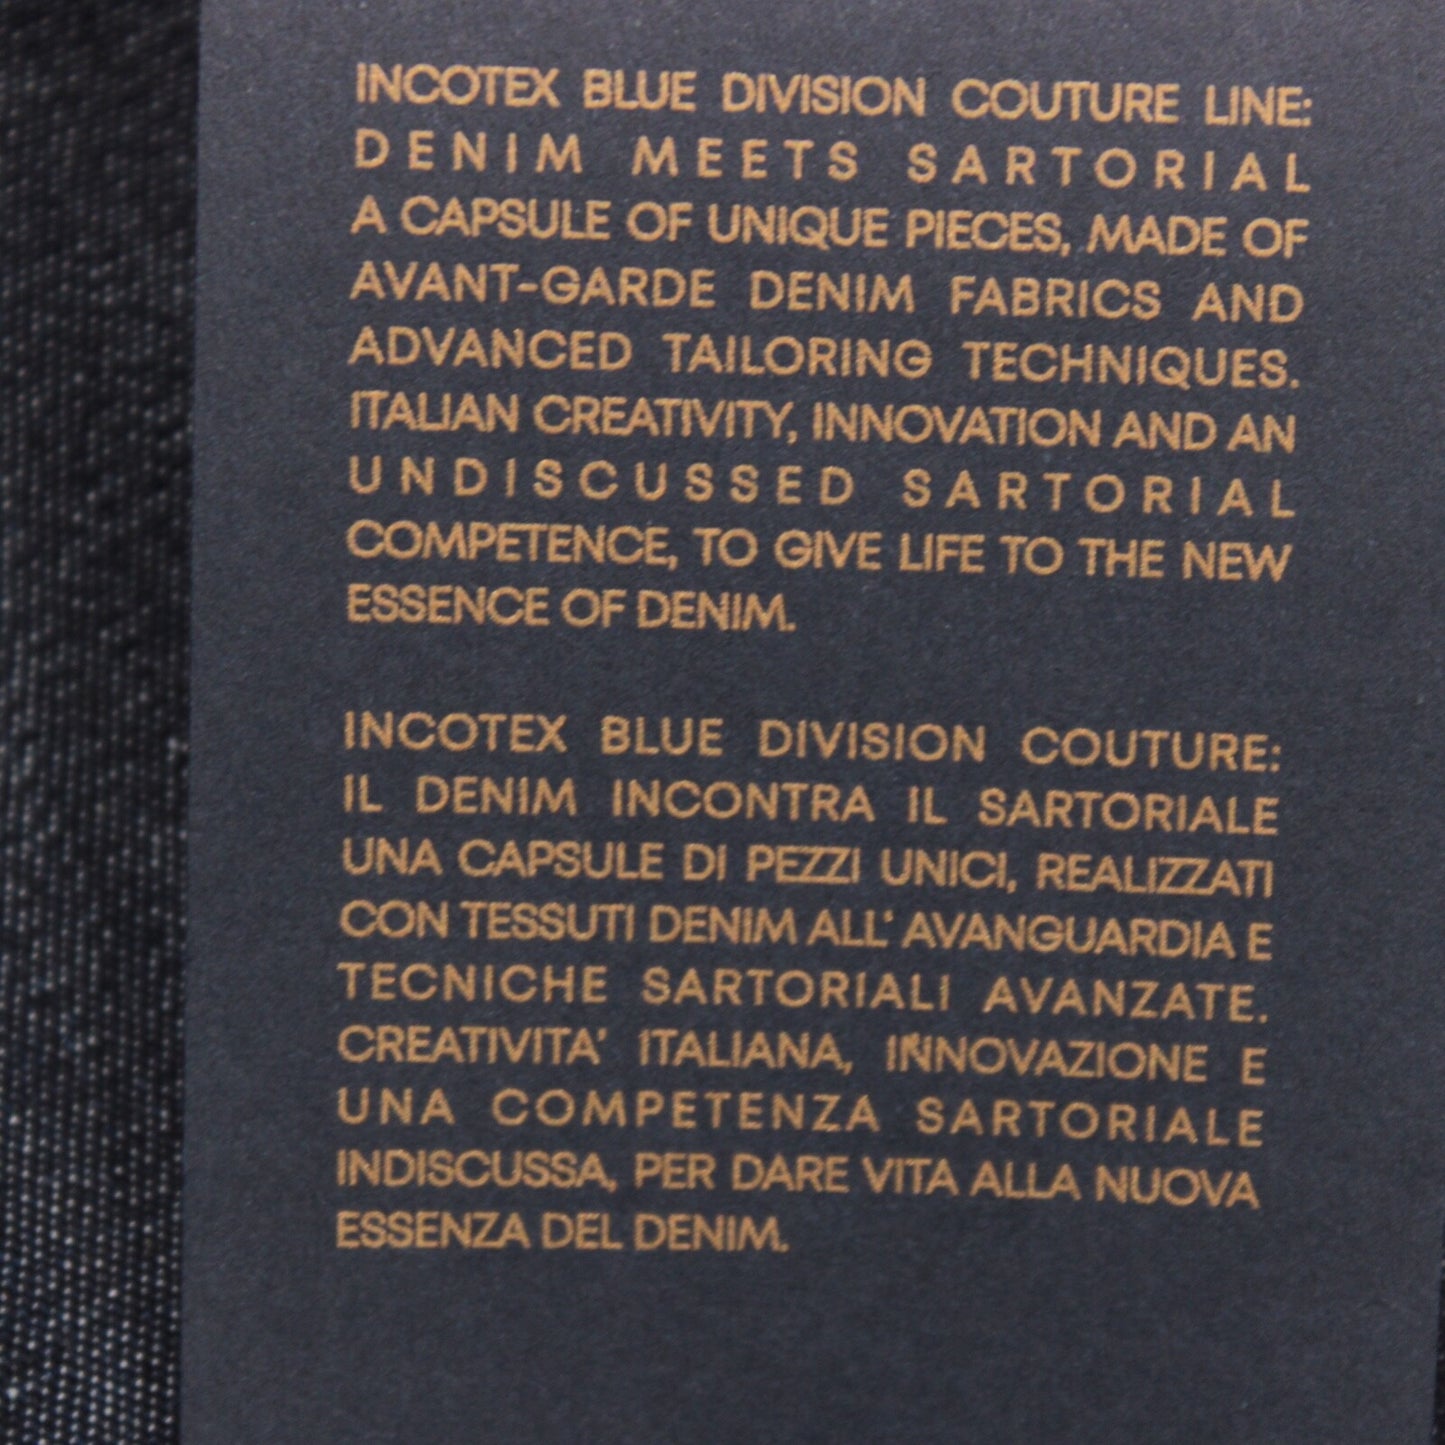 INCOTEX BLUE DIVISION COUTURE LINE:
DENIM MEETS SARTORIAL
A CAPSULE OF UNIQUE PIECES, MADE OF
AVANT-GARDE DENIM FABRICS AND
ADVANCED TAILORING TECHNIQUES.
ITALIAN CREATIVITY, INNOVATION AND AN
UNDISCUSSED SARTORIAL
COMPETENCE, TO GIVE LIFE TO THE NEW
ESSENCE OF DENIM.
INCOTEX BLUE DIVISION COUTURE:
IL DENIM INCONTRA IL SARTORIALE
UNA CAPSULE DI PEZZI UNICI, REALIZZATI
CON TESSUTI DENIM ALL' AVANGUARDIA E
TECNICHE SARTORIALI AVANZATE.
CREATIVITA' ITALIANA, INNOVAZIONE E
UNA COMPETENZA SARTORIALE
INDISCUSSA, PER DARE VITA ALLA NUOVA
ESSENZA DEL DENIM.